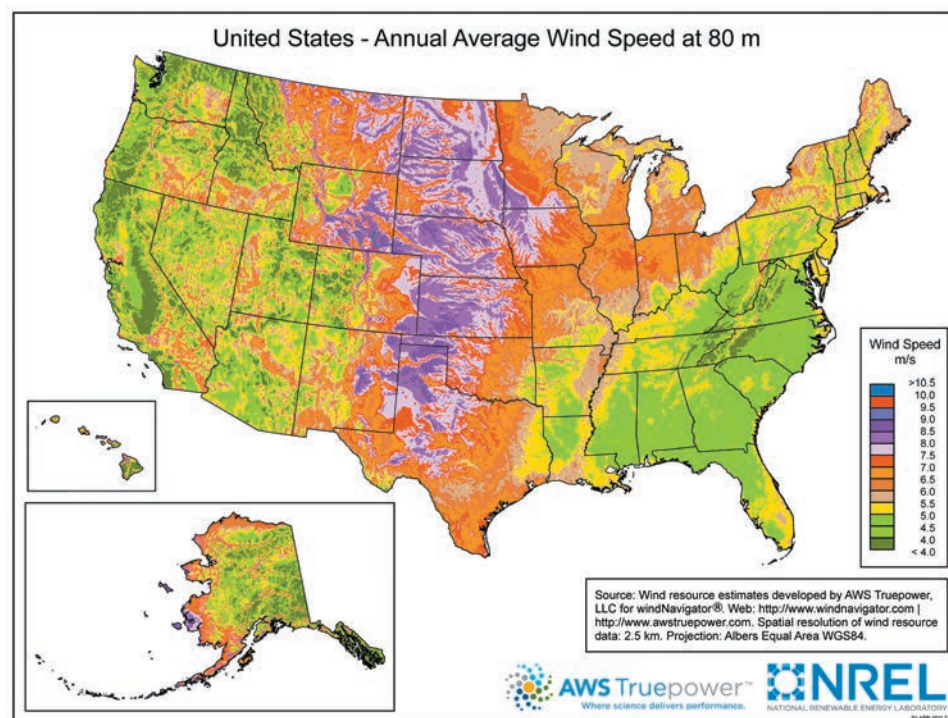 United States - Annual Average Wind Speed at 80 m
Wind Speed
m/s
>10.5
10.0
9.5
9.0
8.5
8.0
7.5
7.0
6.5
6.0
5.5
5.0
4.5
4.0
< 4.0
Source: Wind resource estimates developed by AWS Truepower,
LLC for windNavigator®. Web: http://www.windnavigator.com |
http://www.awstruepower.com. Spatial resolution of wind resource
data: 2.5 km. Projection: Albers Equal Area WGS84.
AWS Truepower™
Where science delivers performance.
NREL
NATIONAL RENEWABLE ENERGY LABORATORY